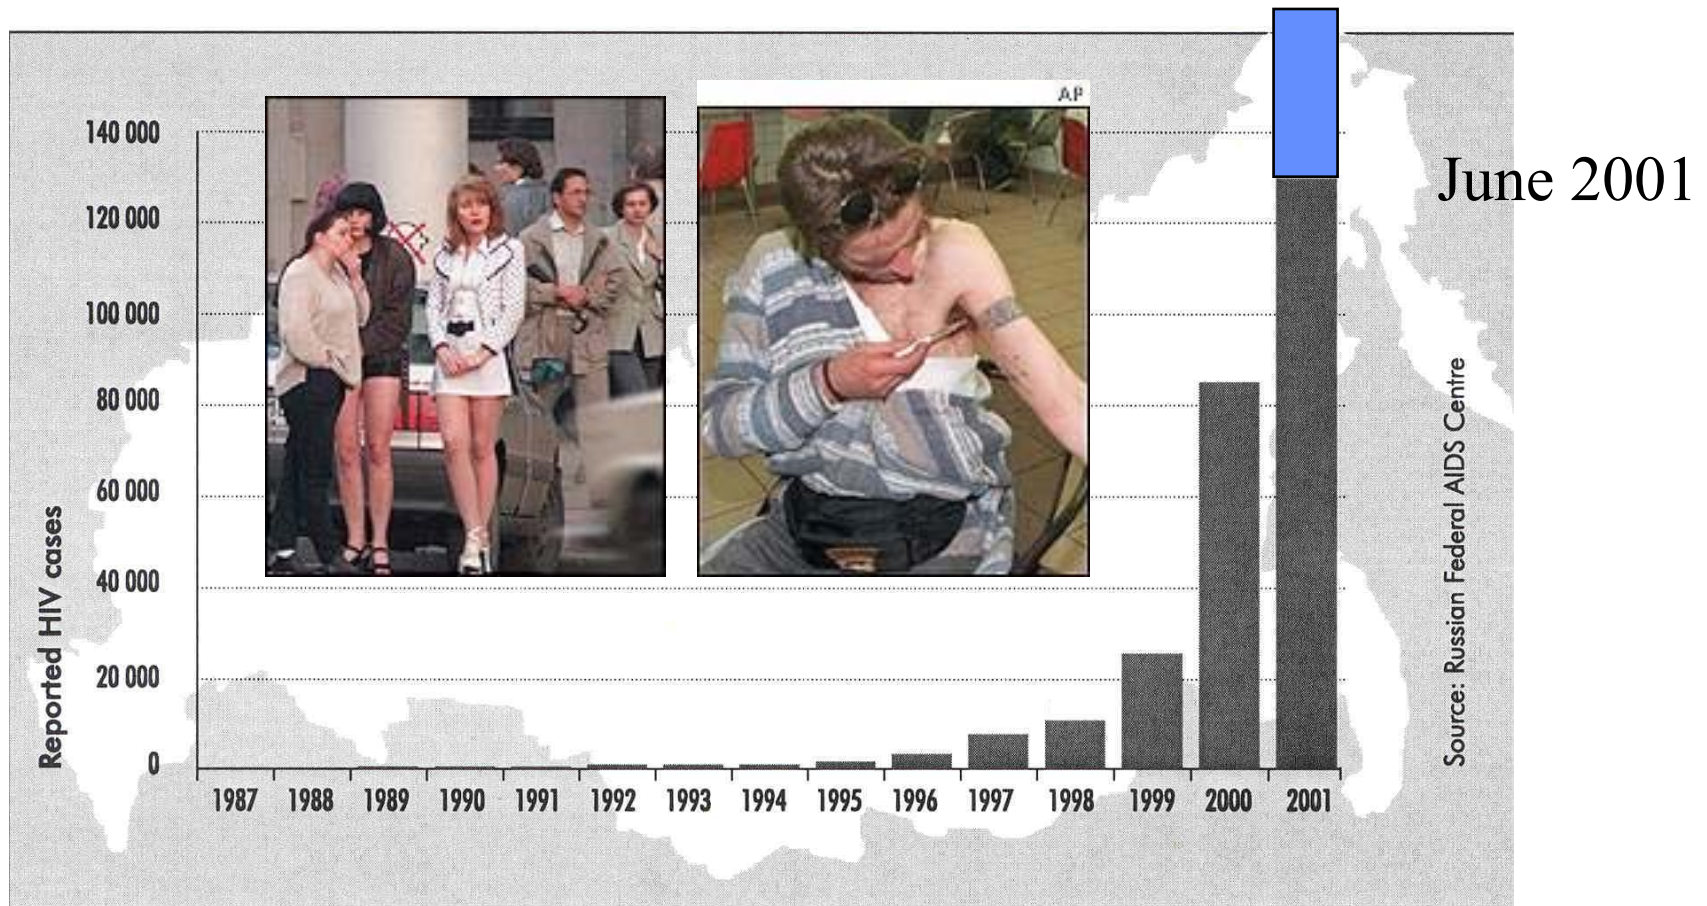 AP
June 2001
Reported HIV cases
140 000
120 000
100 000
80 000
60 000
40 000
20 000
0
1987 1988 1989 1990 1991 1992 1993 1994 1995 1996 1997 1998 1999 2000 2001
Source: Russian Federal AIDS Centre